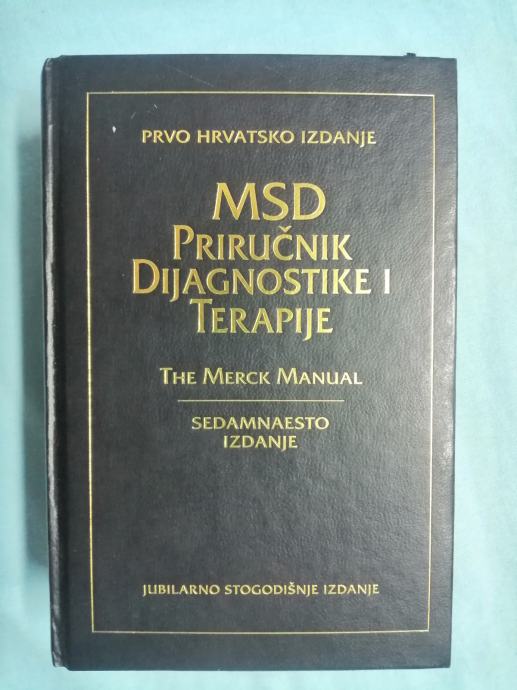 PRVO HRVATSKO IZDANJE
MSD
PRIRUČNIK
DIJAGNOSTIKE I
TERAPIJE
THE MERCK MANUAL
SEDAMNAESTO
IZDANJE
JUBILARNO STOGODIŠNJE IZDANJE